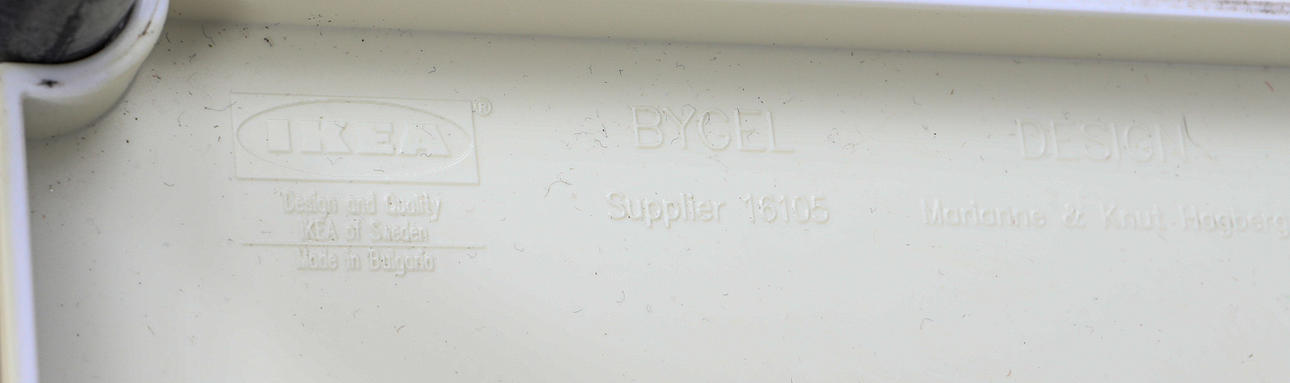 IKEA®
Design and Quality
IKEA of Sweden
Made in Bulgaria
BYGEL
Supplier 16105
DESIGN
Marianne & Knut Hagberg